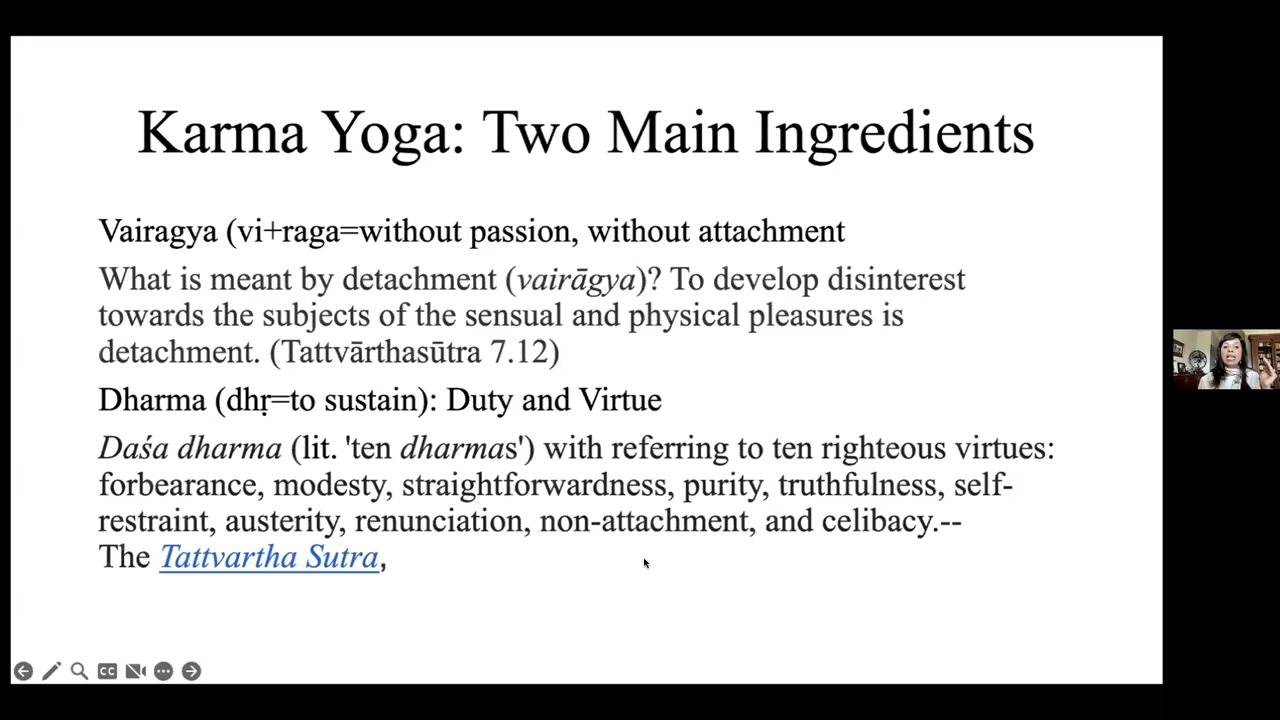 Karma Yoga: Two Main Ingredients
Vairagya (vi+raga=without passion, without attachment
What is meant by detachment (vairāgya)? To develop disinterest
towards the subjects of the sensual and physical pleasures is
detachment. (Tattvārthasūtra 7.12)
Dharma (dhṛ=to sustain): Duty and Virtue
Daśa dharma (lit. 'ten dharmas') with referring to ten righteous virtues:
forbearance, modesty, straightforwardness, purity, truthfulness, self-
restraint, austerity, renunciation, non-attachment, and celibacy.--
The Tattvartha Sutra,
CC